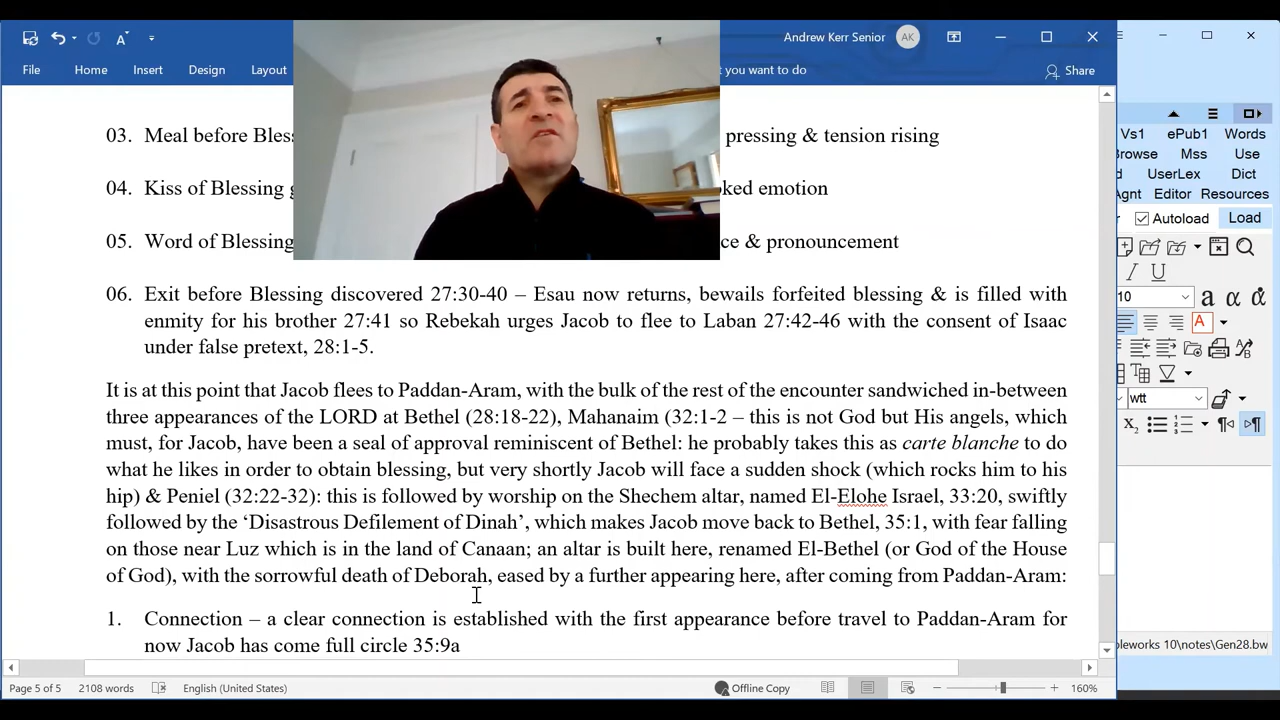 Andrew Kerr Senior AK
File Home Insert Design Layout t you want to do Share
03. Meal before Bless pressing & tension rising
04. Kiss of Blessing g ked emotion
05. Word of Blessing ce & pronouncement
06. Exit before Blessing discovered 27:30-40 – Esau now returns, bewails forfeited blessing & is filled with
enmity for his brother 27:41 so Rebekah urges Jacob to flee to Laban 27:42-46 with the consent of Isaac
under false pretext, 28:1-5.
It is at this point that Jacob flees to Paddan-Aram, with the bulk of the rest of the encounter sandwiched in-between
three appearances of the LORD at Bethel (28:18-22), Mahanaim (32:1-2 – this is not God but His angels, which
must, for Jacob, have been a seal of approval reminiscent of Bethel: he probably takes this as carte blanche to do
what he likes in order to obtain blessing, but very shortly Jacob will face a sudden shock (which rocks him to his
hip) & Peniel (32:22-32): this is followed by worship on the Shechem altar, named El-Elohe Israel, 33:20, swiftly
followed by the ‘Disastrous Defilement of Dinah’, which makes Jacob move back to Bethel, 35:1, with fear falling
on those near Luz which is in the land of Canaan; an altar is built here, renamed El-Bethel (or God of the House
of God), with the sorrowful death of Deborah, eased by a further appearing here, after coming from Paddan-Aram:
1. Connection – a clear connection is established with the first appearance before travel to Paddan-Aram for
now Jacob has come full circle 35:9a
Page 5 of 5 2108 words English (United States) Offline Copy 160%
Vs1 ePub1 Words
Browse Mss Use
d UserLex Dict
Agnt Editor Resources
Autoload Load
10
wtt
bleworks 10\notes\Gen28.bw